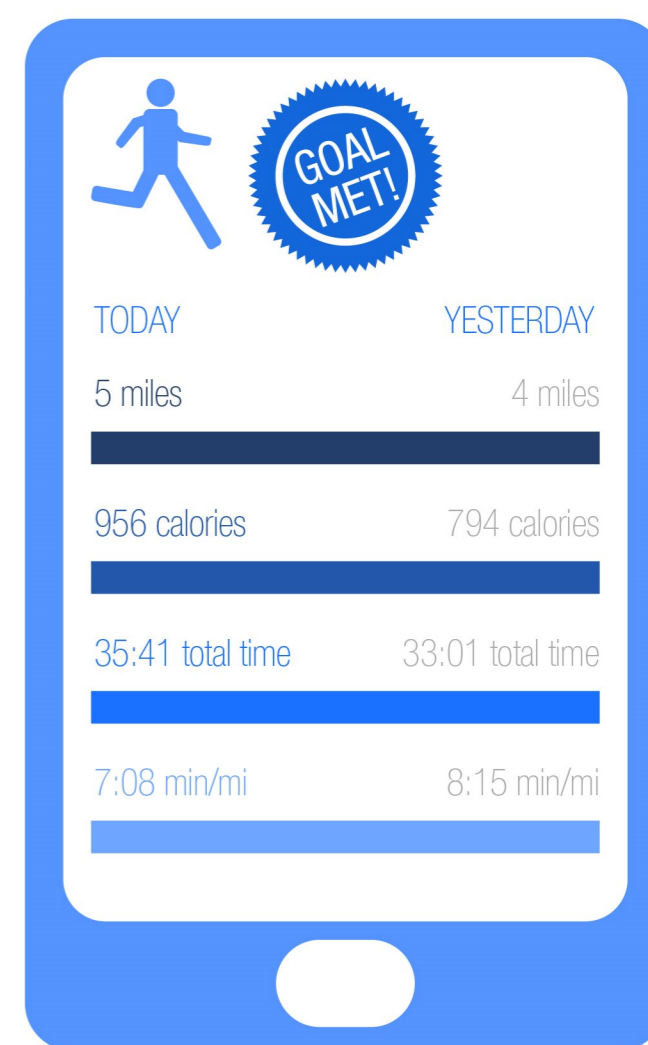 GOAL
MET!
TODAY YESTERDAY
5 miles 4 miles
956 calories 794 calories
35:41 total time 33:01 total time
7:08 min/mi 8:15 min/mi